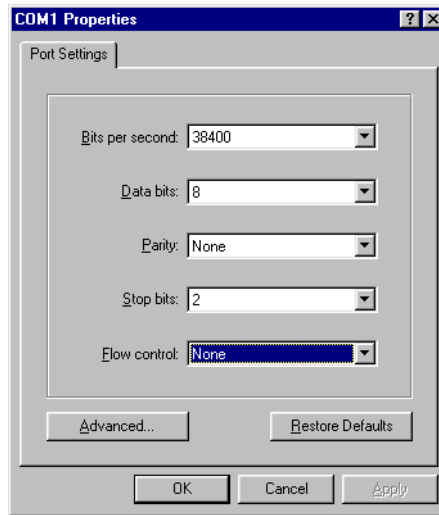 COM1 Properties
Port Settings
Bits per second: 38400
Data bits: 8
Parity: None
Stop bits: 2
Flow control: None
Advanced... Restore Defaults
OK Cancel Apply